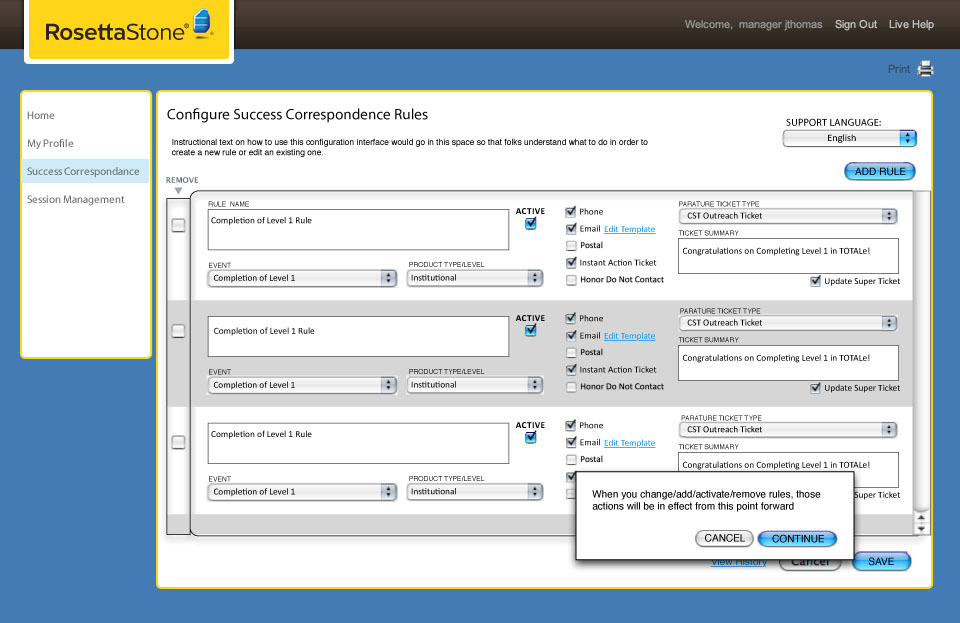 RosettaStone®
Welcome, manager jthomas Sign Out Live Help
Print
Home
My Profile
Success Correspondance
Session Management
Configure Success Correspondence Rules
Instructional text on how to use this configuration interface would go in this space so that folks understand what to do in order to
create a new rule or edit an existing one.
SUPPORT LANGUAGE:
English
ADD RULE
REMOVE
RULE NAME
Completion of Level 1 Rule
ACTIVE
EVENT
Completion of Level 1
PRODUCT TYPE/LEVEL
Institutional
Phone
Email Edit Template
Postal
Instant Action Ticket
Honor Do Not Contact
PARATURE TICKET TYPE
CST Outreach Ticket
TICKET SUMMARY
Congratulations on Completing Level 1 in TOTALe!
Update Super Ticket
Completion of Level 1 Rule
ACTIVE
EVENT
Completion of Level 1
PRODUCT TYPE/LEVEL
Institutional
Phone
Email Edit Template
Postal
Instant Action Ticket
Honor Do Not Contact
PARATURE TICKET TYPE
CST Outreach Ticket
TICKET SUMMARY
Congratulations on Completing Level 1 in TOTALe!
Update Super Ticket
Completion of Level 1 Rule
ACTIVE
EVENT
Completion of Level 1
PRODUCT TYPE/LEVEL
Institutional
Phone
Email Edit Template
Postal
PARATURE TICKET TYPE
CST Outreach Ticket
TICKET SUMMARY
Congratulations on Completing Level 1 in TOTALe!
Super Ticket
When you change/add/activate/remove rules, those
actions will be in effect from this point forward
CANCEL CONTINUE
View History Cancel SAVE